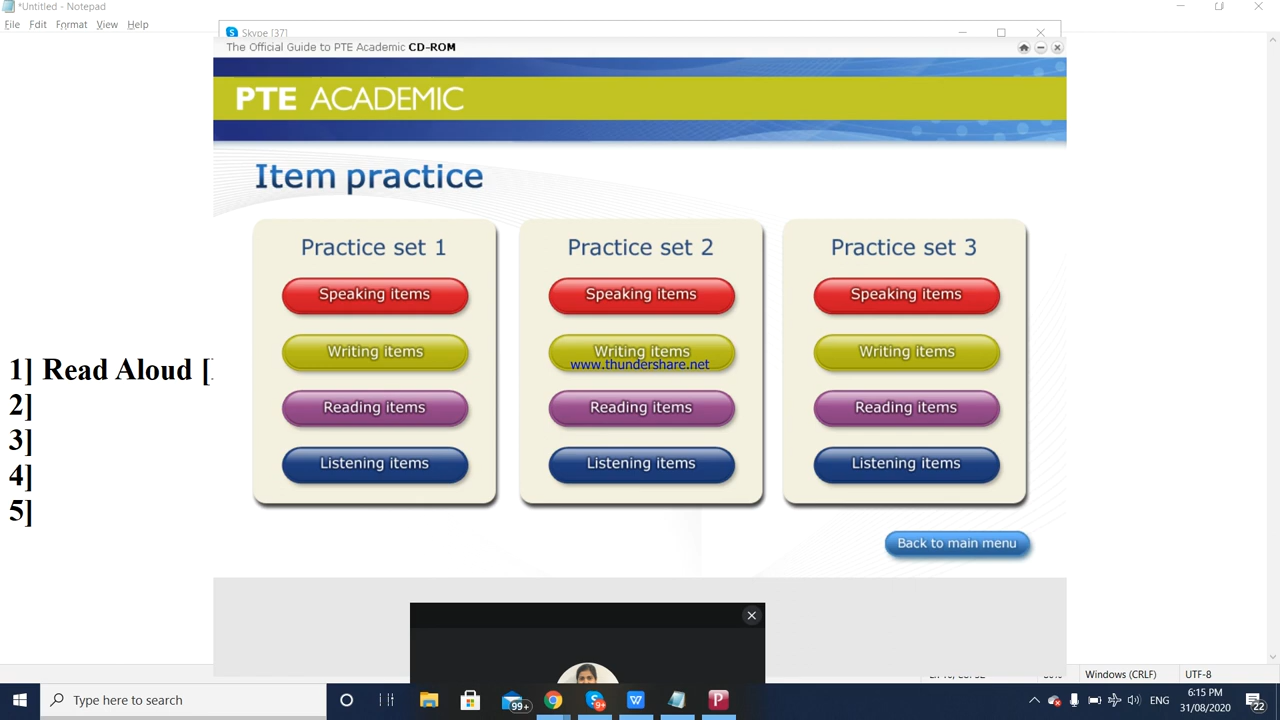 *Untitled - Notepad
File Edit Format View Help
Skype [37]
The Official Guide to PTE Academic CD-ROM
PTE ACADEMIC
Item practice
Practice set 1
Speaking items
Writing items
Reading items
Listening items
Practice set 2
Speaking items
Writing items
www.thundershare.net
Reading items
Listening items
Practice set 3
Speaking items
Writing items
Reading items
Listening items
Back to main menu
1] Read Aloud [
2]
3]
4]
5]
Windows (CRLF) UTF-8
Type here to search
99+
9+
ENG
6:15 PM
31/08/2020
22